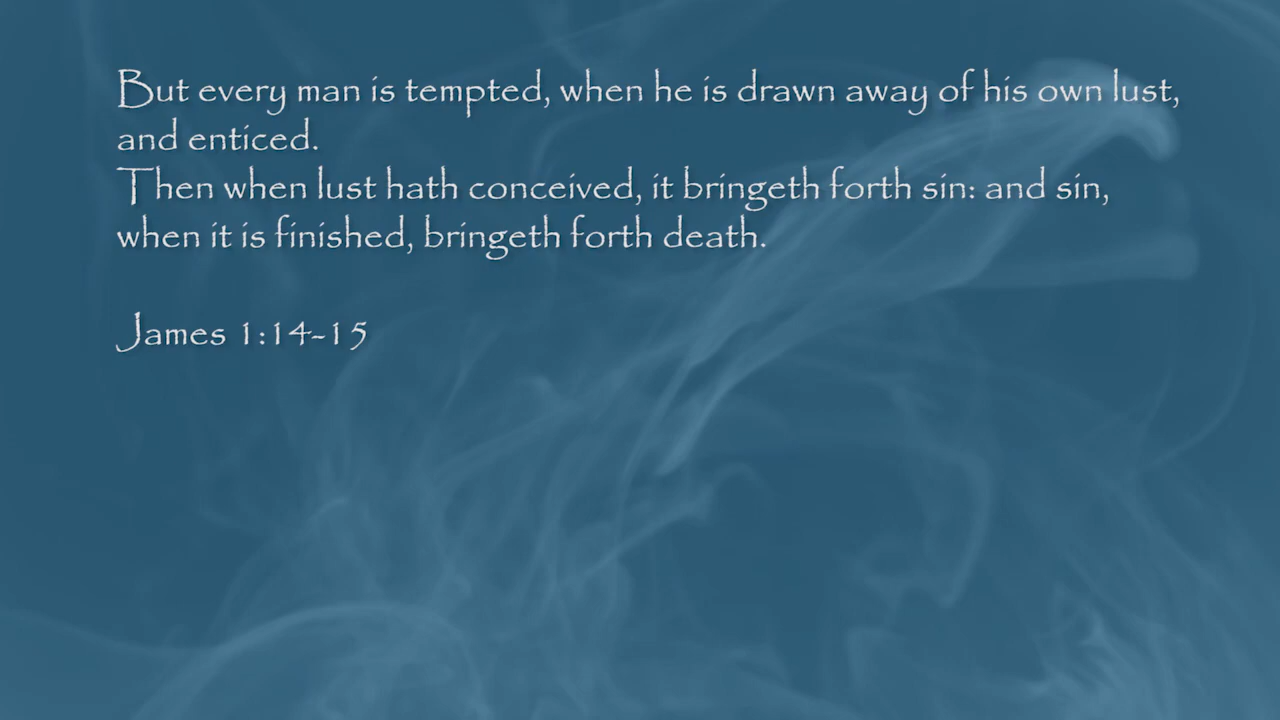 But every man is tempted, when he is drawn away of his own lust,
and enticed.
Then when lust hath conceived, it bringeth forth sin: and sin,
when it is finished, bringeth forth death.
James 1:14-15